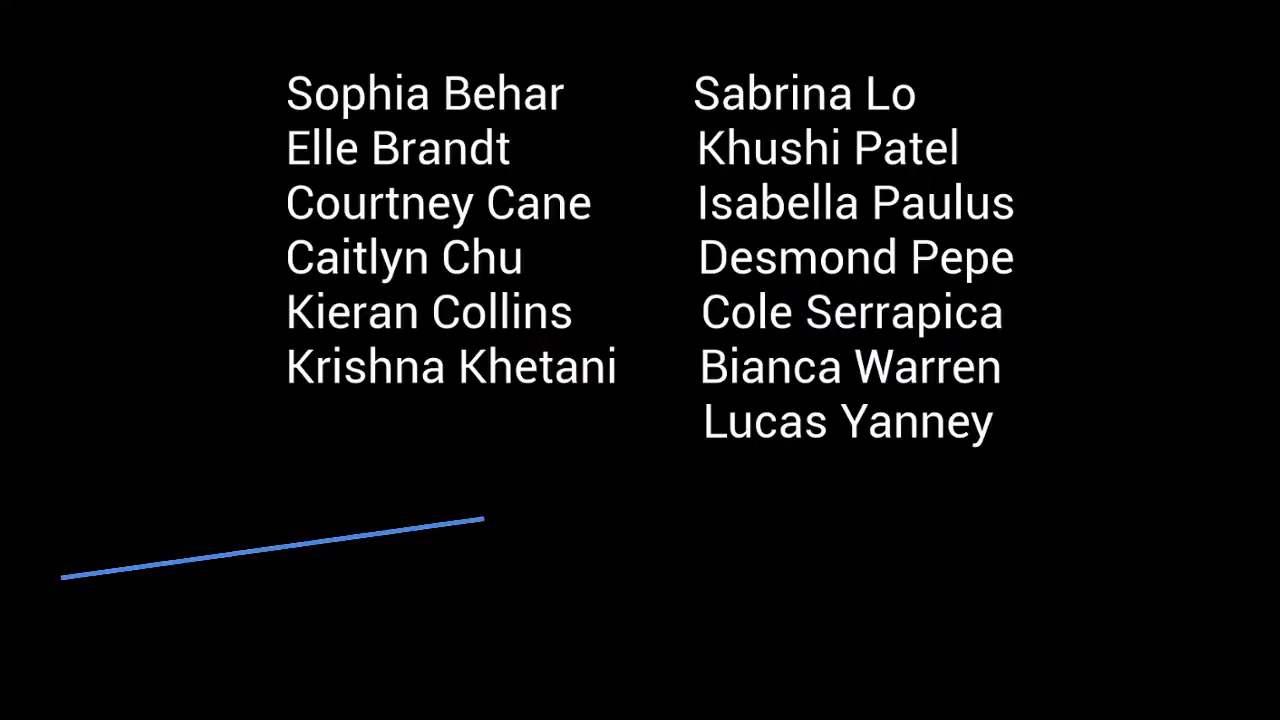 Sophia Behar
Elle Brandt
Courtney Cane
Caitlyn Chu
Kieran Collins
Krishna Khetani
Sabrina Lo
Khushi Patel
Isabella Paulus
Desmond Pepe
Cole Serrapica
Bianca Warren
Lucas Yanney